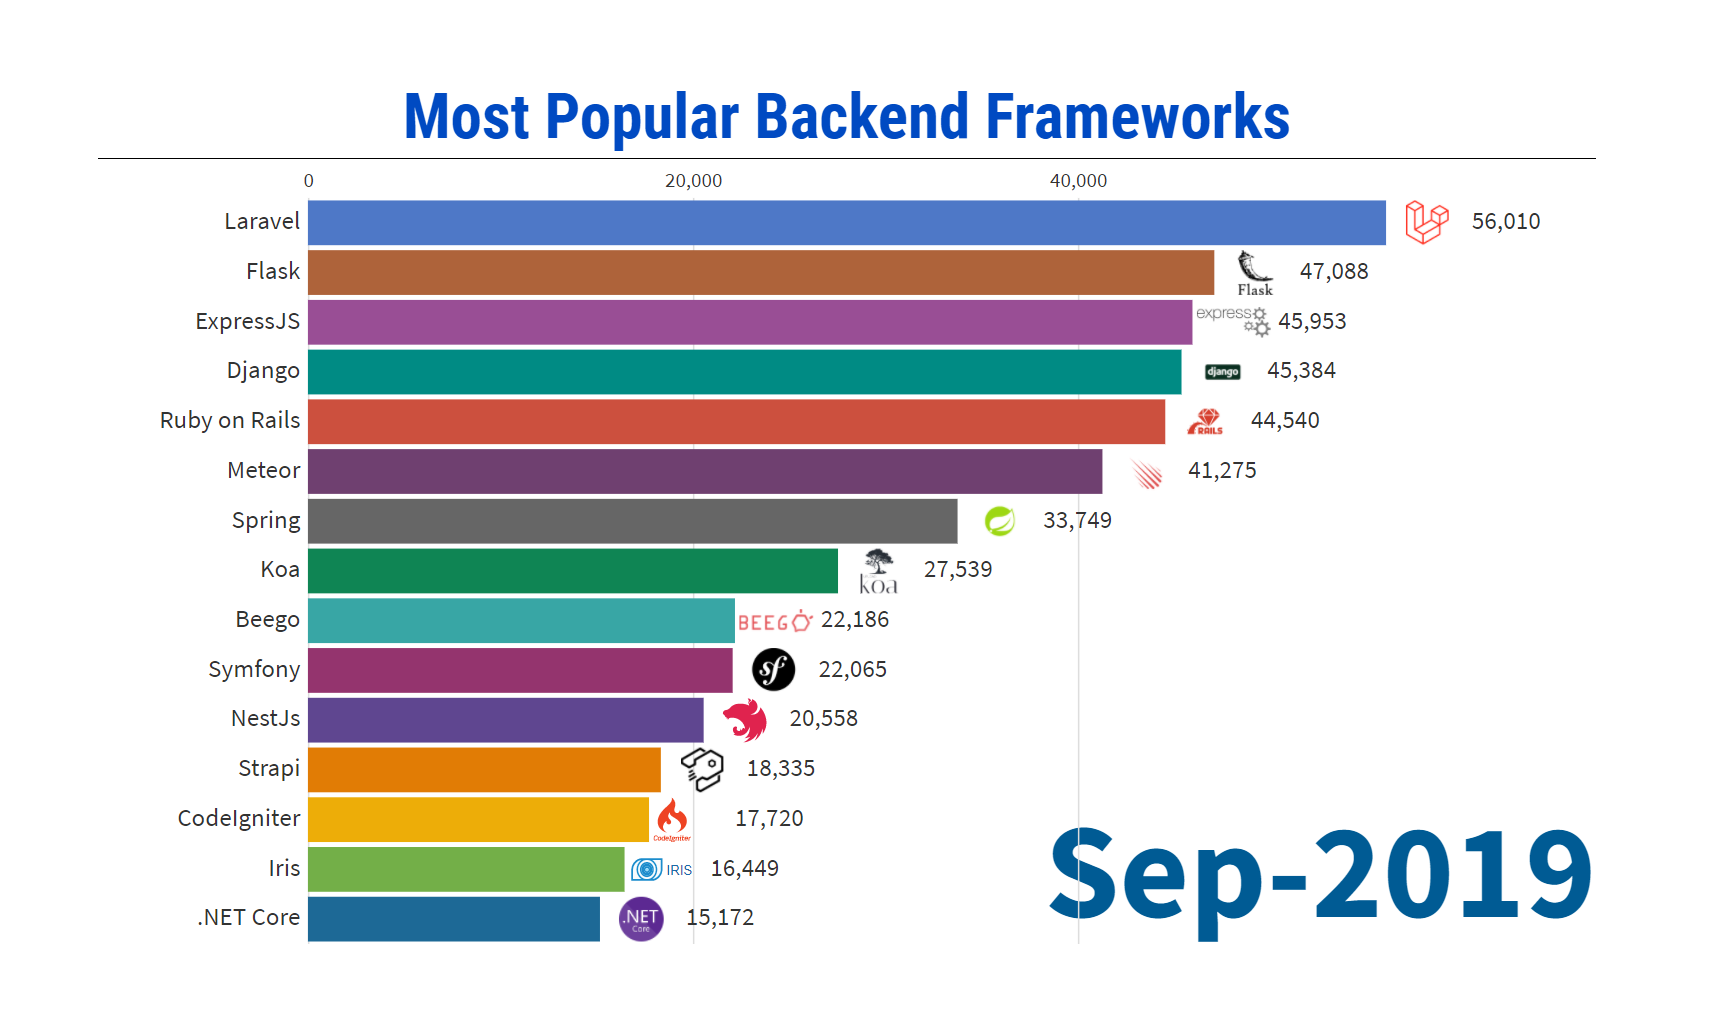 Most Popular Backend Frameworks
0 20,000 40,000
Laravel 56,010
Flask Flask 47,088
ExpressJS express 45,953
Django django 45,384
Ruby on Rails RAILS 44,540
Meteor 41,275
Spring 33,749
Koa koa 27,539
Beego BEEGO 22,186
Symfony sf 22,065
NestJs 20,558
Strapi 18,335
CodeIgniter CodeIgniter 17,720
Iris IRIS 16,449
.NET Core .NET Core 15,172
Sep-2019